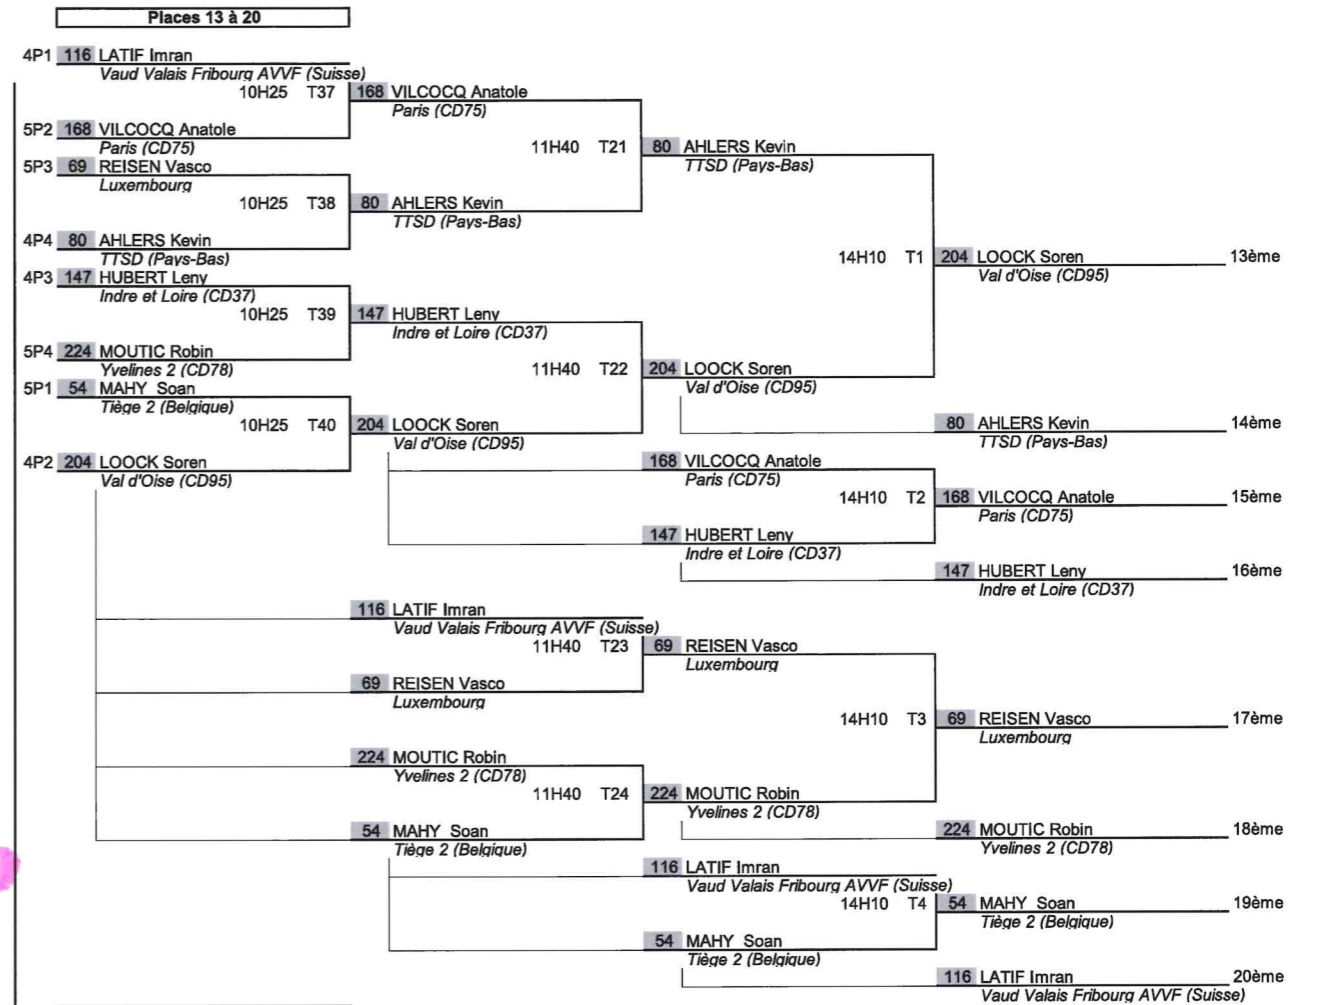 Places 13 à 20
4P1 116 LATIF Imran
Vaud Valais Fribourg AVVF (Suisse)
10H25 T37 168 VILCOCQ Anatole
Paris (CD75)
5P2 168 VILCOCQ Anatole
Paris (CD75)
11H40 T21 80 AHLERS Kevin
TTSD (Pays-Bas)
5P3 69 REISEN Vasco
Luxembourg
10H25 T38 80 AHLERS Kevin
TTSD (Pays-Bas)
4P4 80 AHLERS Kevin
TTSD (Pays-Bas)
14H10 T1 204 LOOCK Soren 13ème
Val d'Oise (CD95)
4P3 147 HUBERT Leny
Indre et Loire (CD37)
10H25 T39 147 HUBERT Leny
Indre et Loire (CD37)
5P4 224 MOUTIC Robin
Yvelines 2 (CD78)
11H40 T22 204 LOOCK Soren
Val d'Oise (CD95)
5P1 54 MAHY Soan
Tiège 2 (Belgique)
10H25 T40 204 LOOCK Soren
Val d'Oise (CD95)
80 AHLERS Kevin 14ème
TTSD (Pays-Bas)
4P2 204 LOOCK Soren
Val d'Oise (CD95)
168 VILCOCQ Anatole
Paris (CD75)
14H10 T2 168 VILCOCQ Anatole 15ème
Paris (CD75)
147 HUBERT Leny
Indre et Loire (CD37)
147 HUBERT Leny 16ème
Indre et Loire (CD37)
116 LATIF Imran
Vaud Valais Fribourg AVVF (Suisse)
11H40 T23 69 REISEN Vasco
Luxembourg
69 REISEN Vasco
Luxembourg
14H10 T3 69 REISEN Vasco 17ème
Luxembourg
224 MOUTIC Robin
Yvelines 2 (CD78)
11H40 T24 224 MOUTIC Robin
Yvelines 2 (CD78)
54 MAHY Soan
Tiège 2 (Belgique)
224 MOUTIC Robin 18ème
Yvelines 2 (CD78)
116 LATIF Imran
Vaud Valais Fribourg AVVF (Suisse)
14H10 T4 54 MAHY Soan 19ème
Tiège 2 (Belgique)
54 MAHY Soan
Tiège 2 (Belgique)
116 LATIF Imran 20ème
Vaud Valais Fribourg AVVF (Suisse)